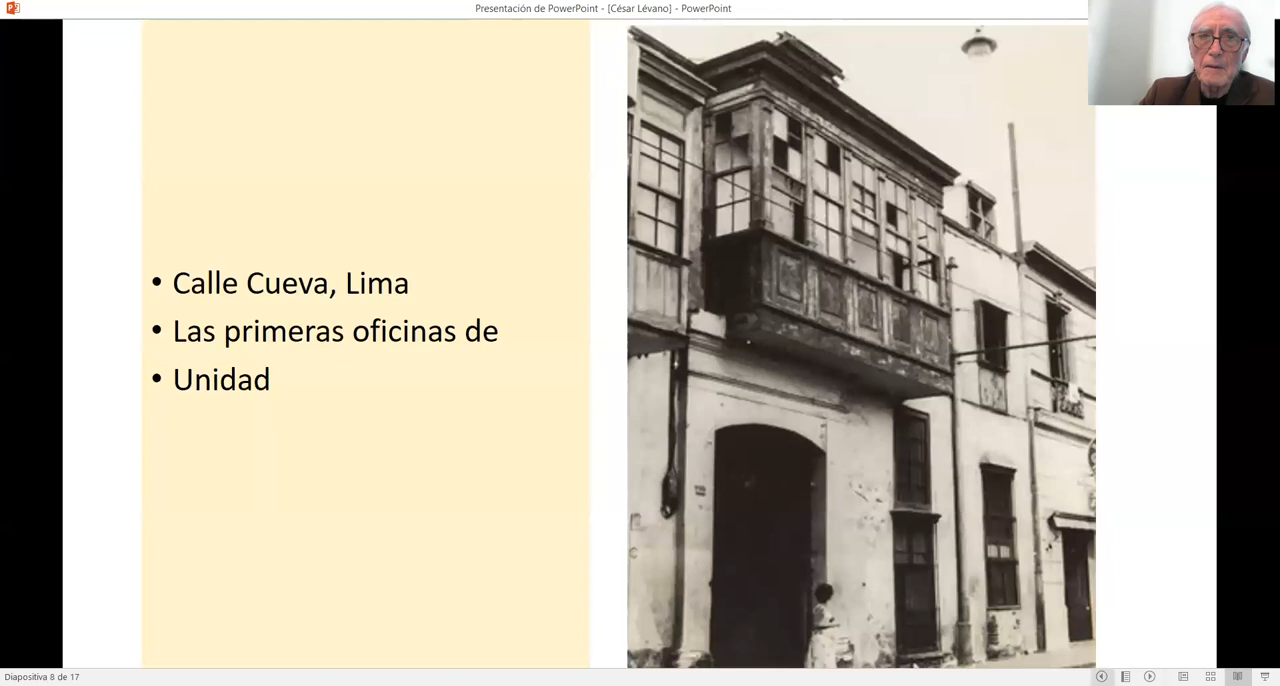 Presentación de PowerPoint - [César Lévano] - PowerPoint
• Calle Cueva, Lima
• Las primeras oficinas de
• Unidad
Diapositiva 8 de 17